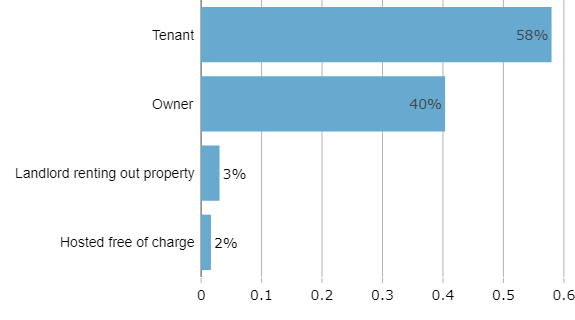 Tenant 58%
Owner 40%
Landlord renting out property 3%
Hosted free of charge 2%
0 0.1 0.2 0.3 0.4 0.5 0.6